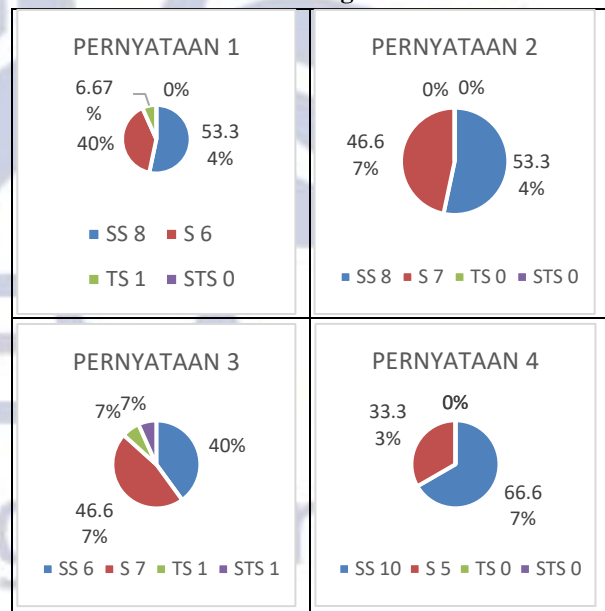 PERNYATAAN 1
6.67
%
0%
40%
53.3
4%
SS 8 S 6
TS 1 STS 0
PERNYATAAN 2
0% 0%
46.6
7%
53.3
4%
SS 8 S 7 TS 0 STS 0
PERNYATAAN 3
7% 7%
40%
46.6
7%
SS 6 S 7 TS 1 STS 1
PERNYATAAN 4
33.3
3%
0%
66.6
7%
SS 10 S 5 TS 0 STS 0